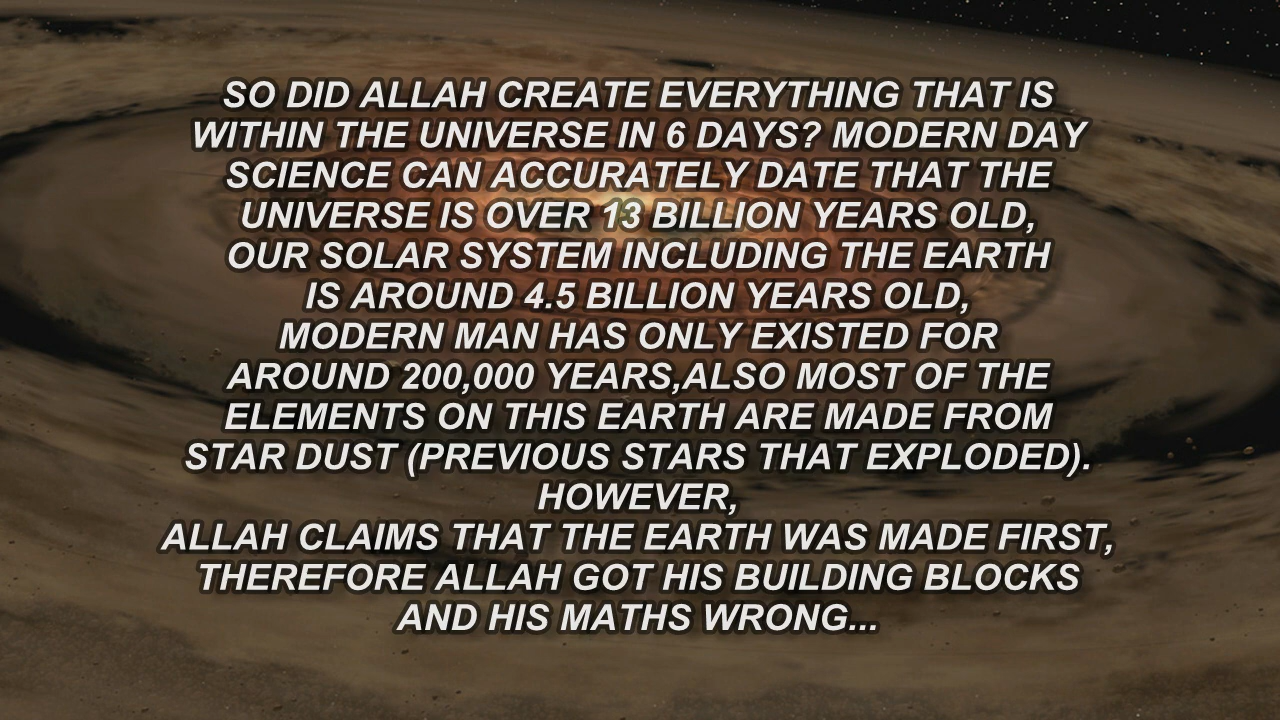 SO DID ALLAH CREATE EVERYTHING THAT IS
WITHIN THE UNIVERSE IN 6 DAYS? MODERN DAY
SCIENCE CAN ACCURATELY DATE THAT THE
UNIVERSE IS OVER 13 BILLION YEARS OLD,
OUR SOLAR SYSTEM INCLUDING THE EARTH
IS AROUND 4.5 BILLION YEARS OLD,
MODERN MAN HAS ONLY EXISTED FOR
AROUND 200,000 YEARS,ALSO MOST OF THE
ELEMENTS ON THIS EARTH ARE MADE FROM
STAR DUST (PREVIOUS STARS THAT EXPLODED).
HOWEVER,
ALLAH CLAIMS THAT THE EARTH WAS MADE FIRST,
THEREFORE ALLAH GOT HIS BUILDING BLOCKS
AND HIS MATHS WRONG...